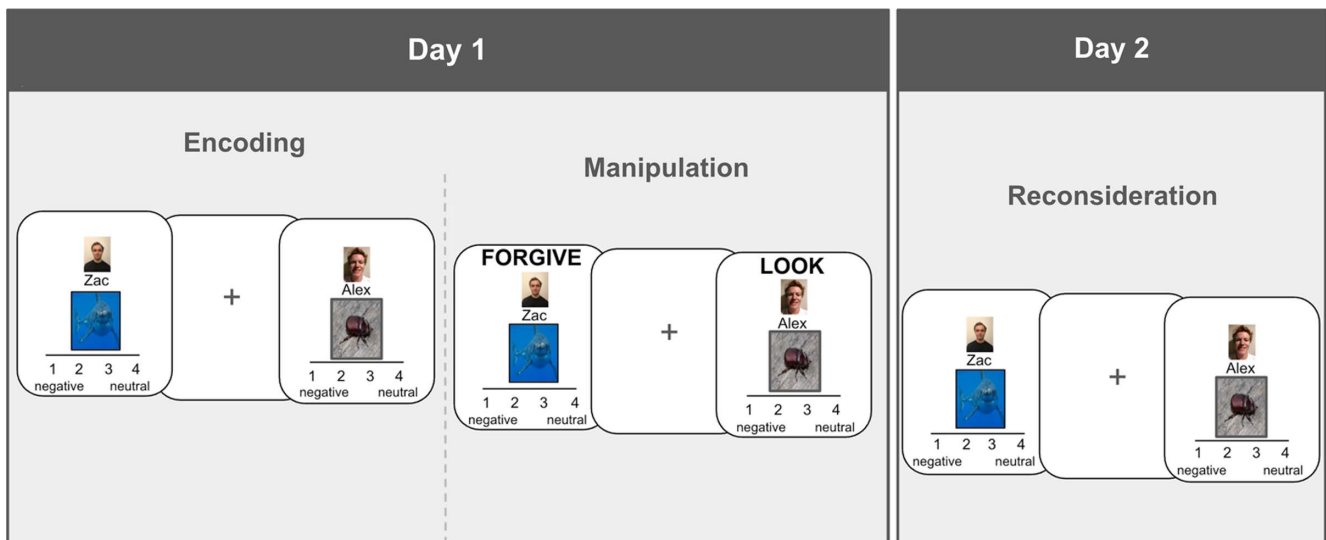 Day 1
Day 2
Encoding
Manipulation
Reconsideration
Zac
1 2 3 4
negative neutral
+
Alex
1 2 3 4
negative neutral
FORGIVE
Zac
1 2 3 4
negative neutral
+
LOOK
Alex
1 2 3 4
negative neutral
Zac
1 2 3 4
negative neutral
+
Alex
1 2 3 4
negative neutral